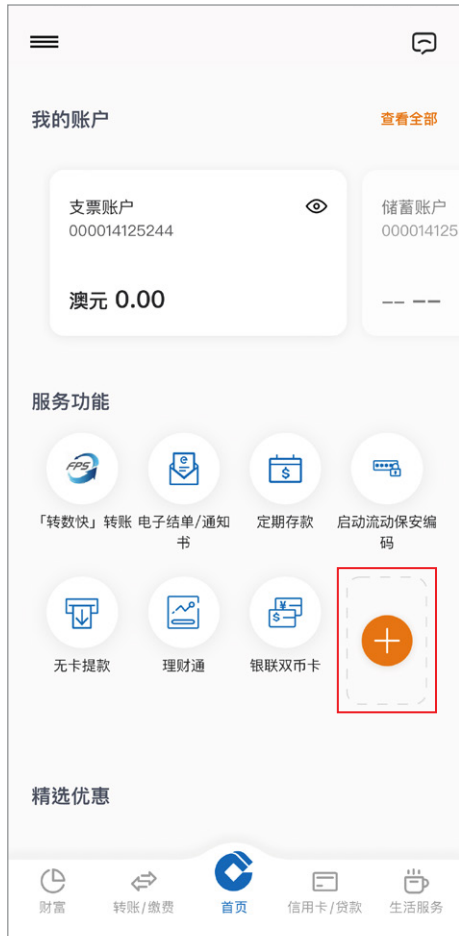 我的账户
查看全部
支票账户
000014125244
澳元 0.00
储蓄账户
000014125
-- --
服务功能
FPS
e
$
¥
$
「转数快」转账
电子结单/通知
书
定期存款
启动流动保安编
码
无卡提款
理财通
银联双币卡
精选优惠
财富
转账/缴费
首页
信用卡/贷款
生活服务